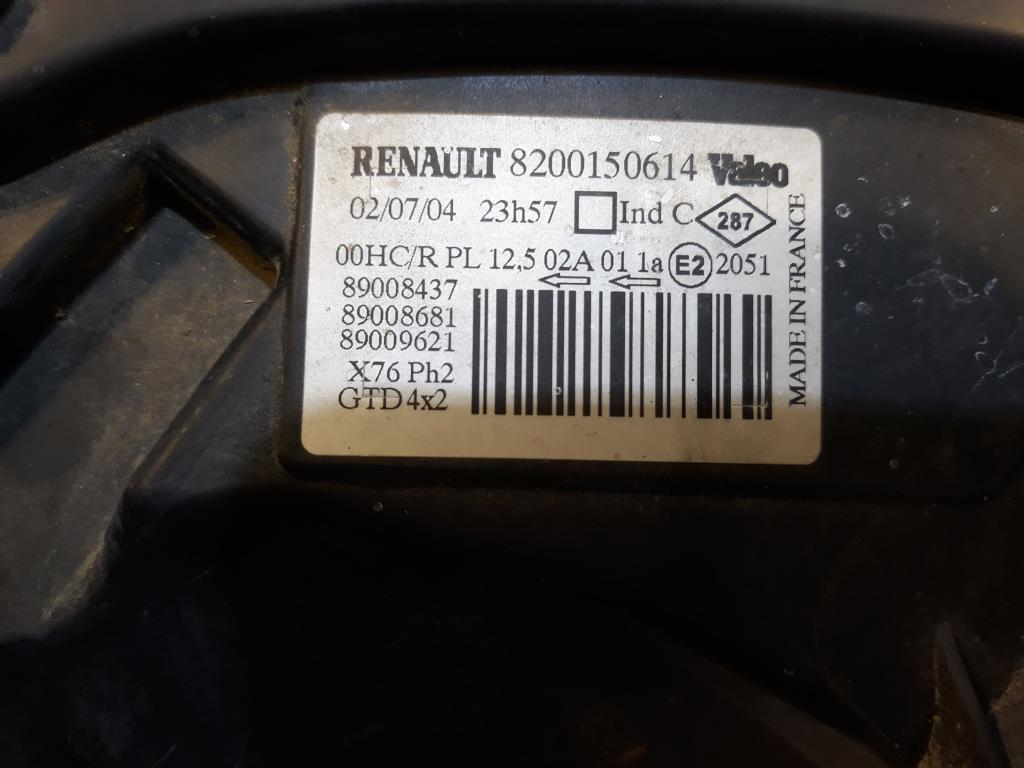 RENAULT 8200150614 Valeo
02/07/04 23h57 Ind C 287
00HC/R PL 12,5 02A 01 1a E2 2051
89008437
89008681
89009621
X76 Ph2
GTD 4x2
MADE IN FRANCE